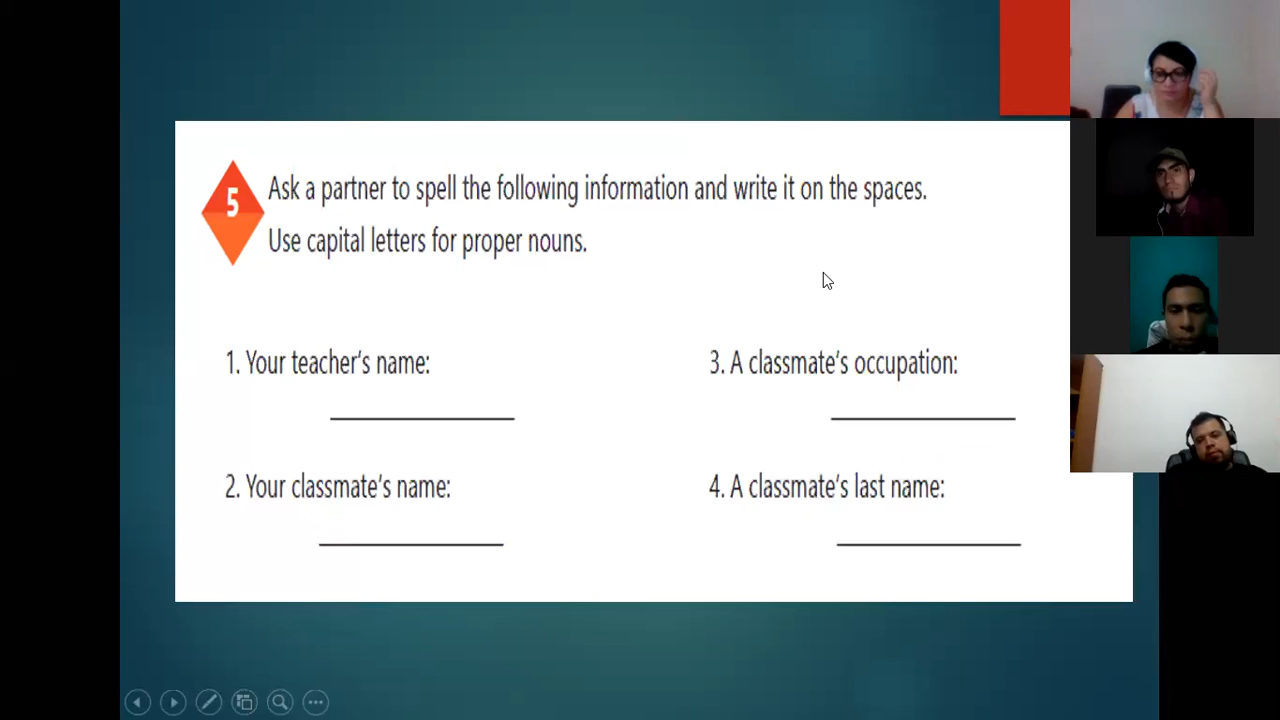 5
Ask a partner to spell the following information and write it on the spaces.
Use capital letters for proper nouns.
1. Your teacher's name:
3. A classmate's occupation:
2. Your classmate's name:
4. A classmate's last name: